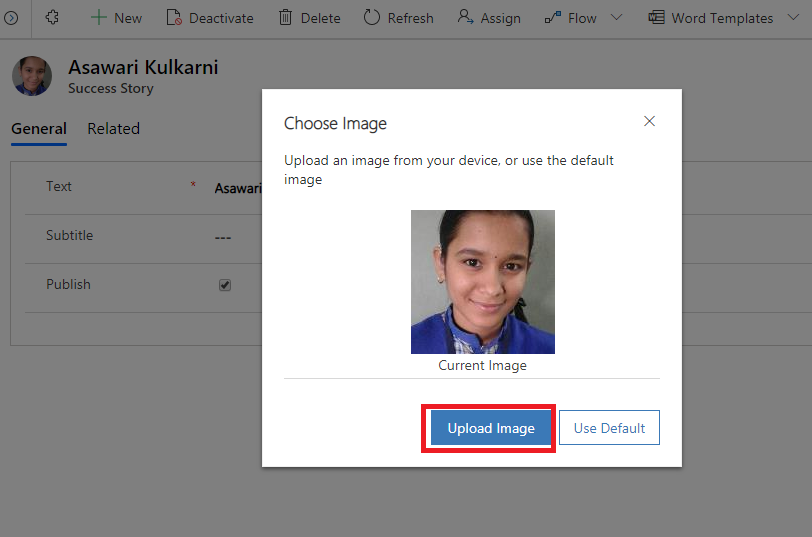 New Deactivate Delete Refresh Assign Flow Word Templates
Asawari Kulkarni
Success Story
General Related
Text * Asawari
Subtitle ---
Publish
Choose Image
Upload an image from your device, or use the default
image
Current Image
Upload Image Use Default